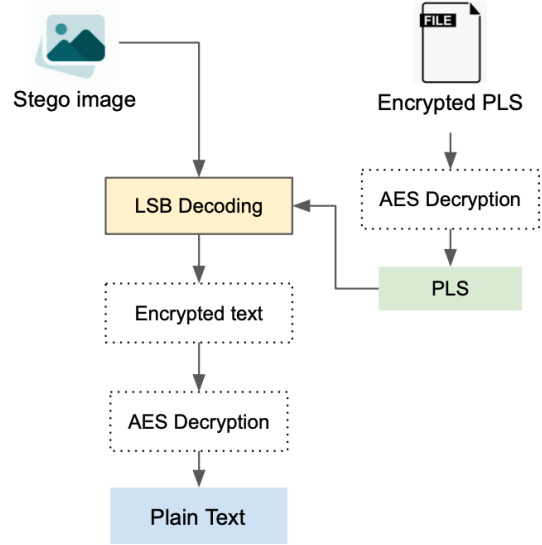 FILE
Stego image
Encrypted PLS
LSB Decoding
AES Decryption
PLS
Encrypted text
AES Decryption
Plain Text